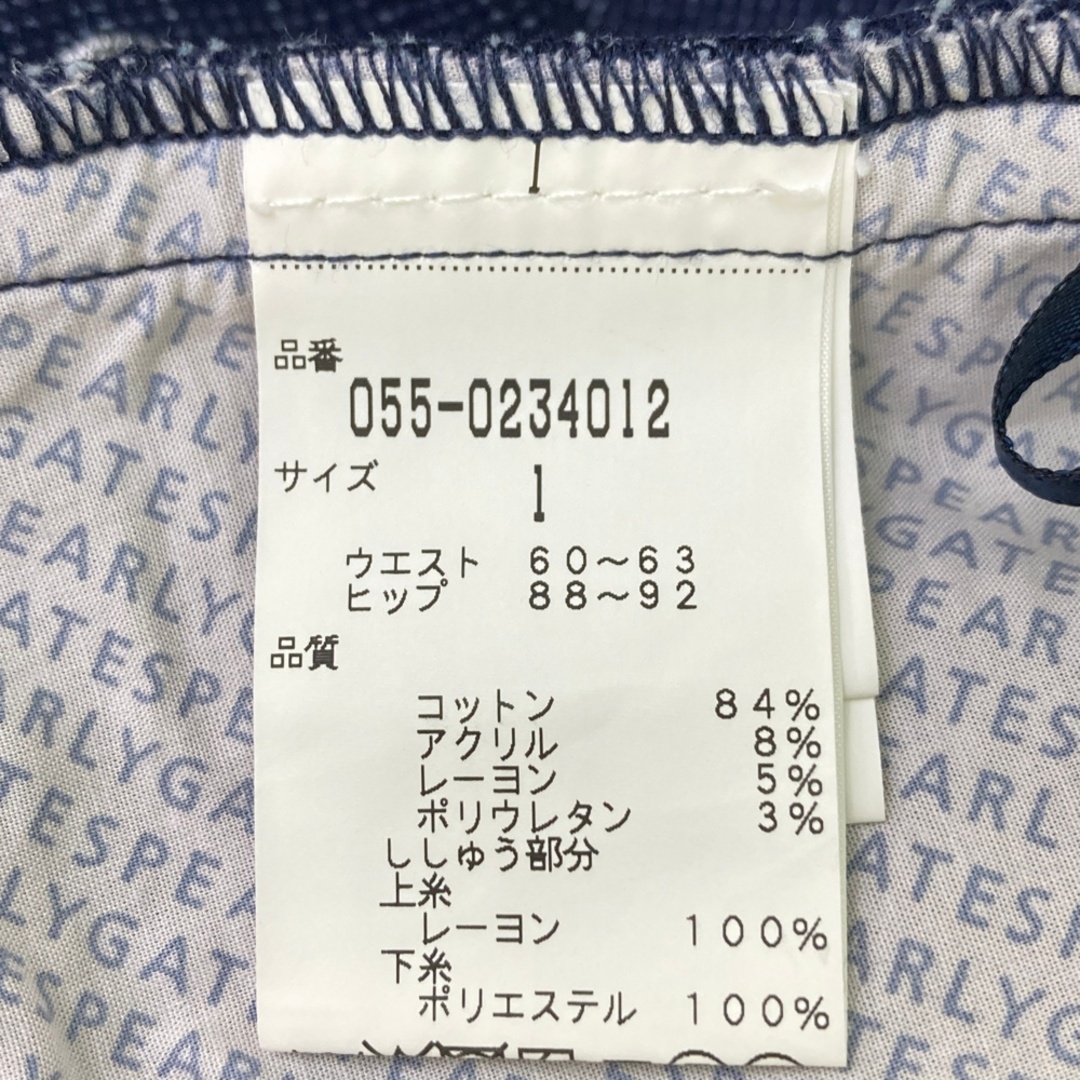 品番
055-0234012
サイズ 1
ウエスト 60~63
ヒップ 88~92
品質
コットン 84%
アクリル 8%
レーヨン 5%
ポリウレタン 3%
ししゅう部分
上糸
レーヨン 100%
下糸
ポリエステル 100%
PEARLYGATES